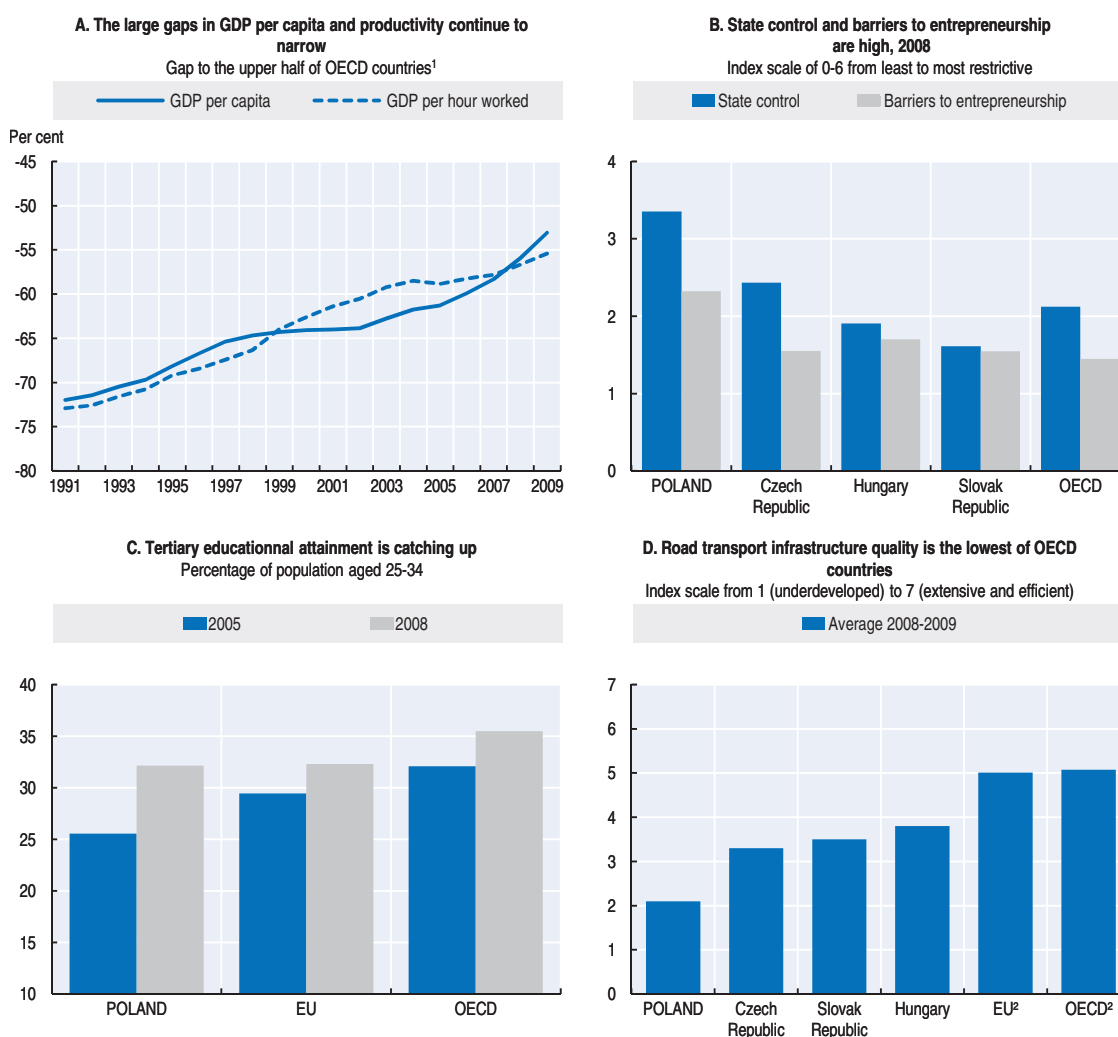 A. The large gaps in GDP per capita and productivity continue to
narrow
Gap to the upper half of OECD countries¹
GDP per capita
GDP per hour worked
Per cent
-45
-50
-55
-60
-65
-70
-75
-80
1991 1993 1995 1997 1999 2001 2003 2005 2007 2009
B. State control and barriers to entrepreneurship
are high, 2008
Index scale of 0-6 from least to most restrictive
State control
Barriers to entrepreneurship
4
3
2
1
0
POLAND Czech Hungary Slovak OECD
Republic Republic
C. Tertiary educationnal attainment is catching up
Percentage of population aged 25-34
2005
2008
40
35
30
25
20
15
10
POLAND EU OECD
D. Road transport infrastructure quality is the lowest of OECD
countries
Index scale from 1 (underdeveloped) to 7 (extensive and efficient)
Average 2008-2009
7
6
5
4
3
2
1
0
POLAND Czech Slovak Hungary EU² OECD²
Republic Republic